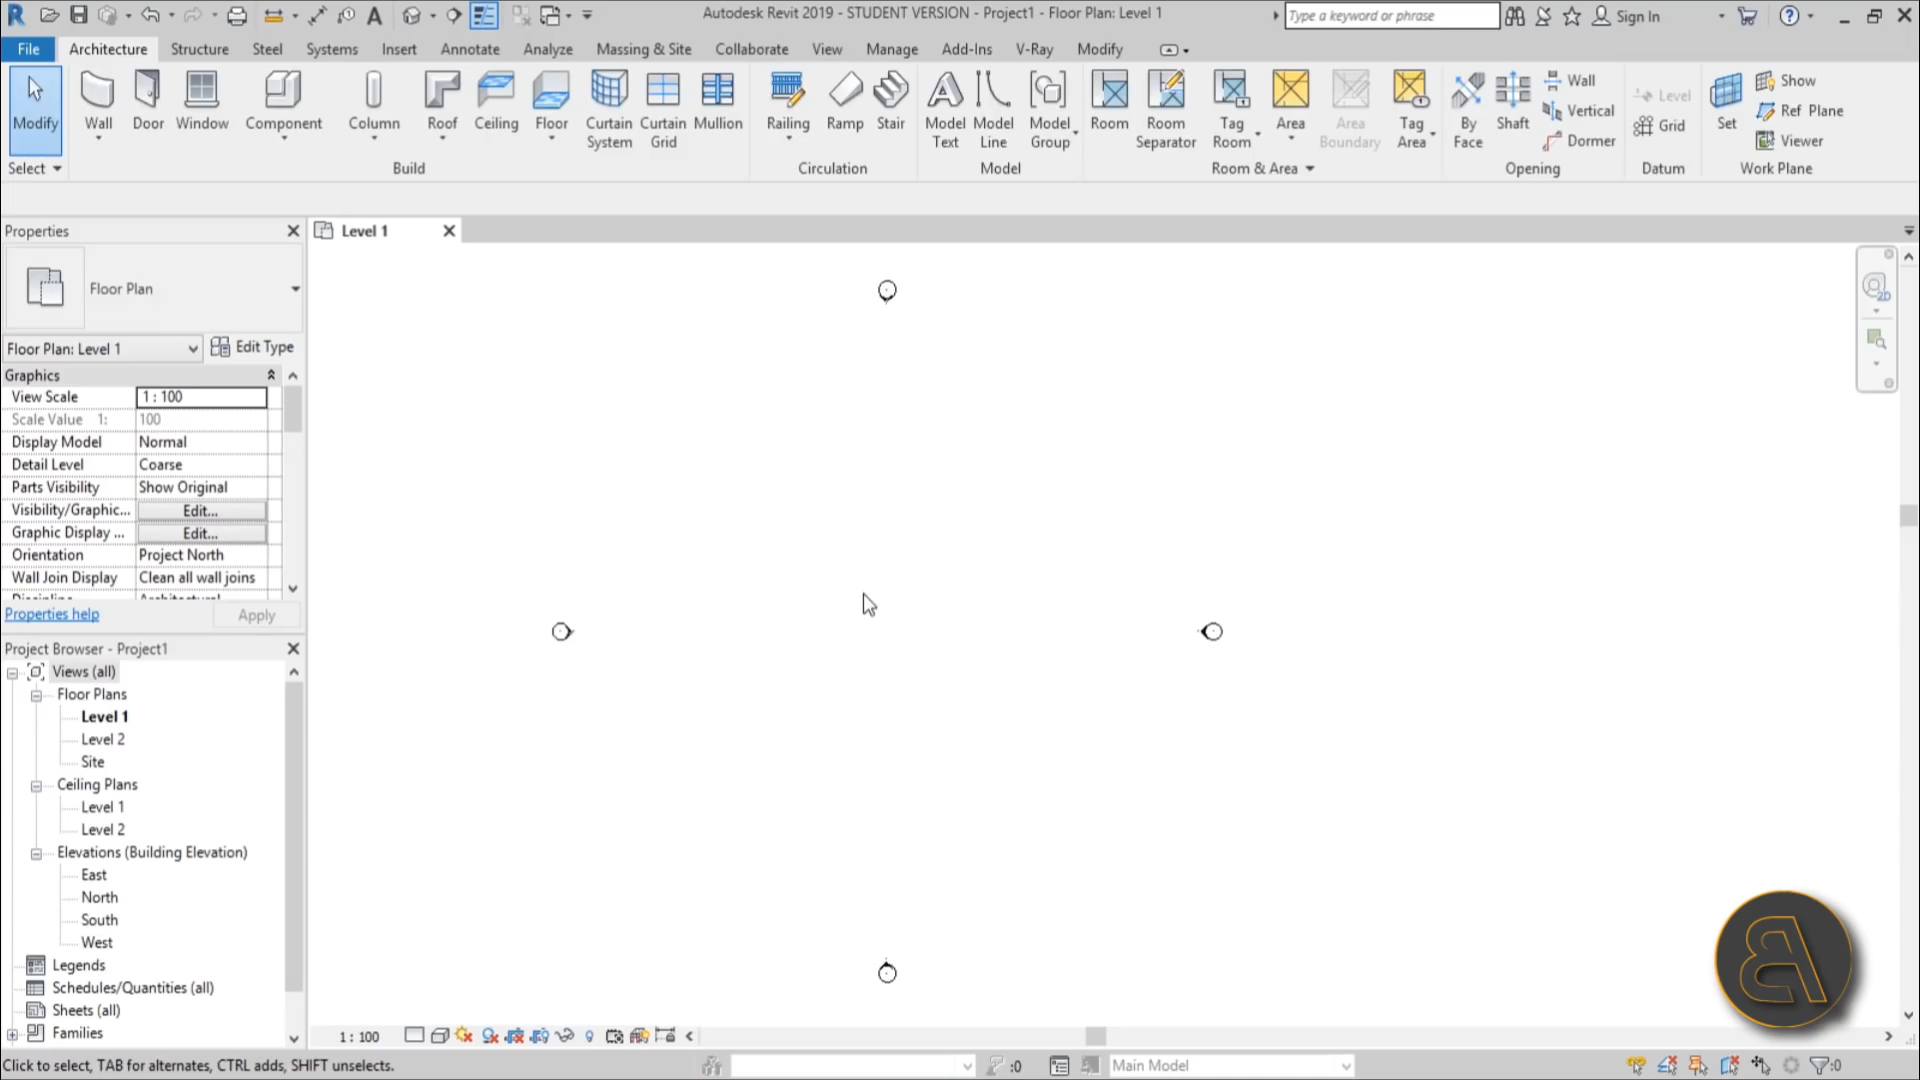 Autodesk Revit 2019 - STUDENT VERSION - Project1 - Floor Plan: Level 1
Type a keyword or phrase
Sign In
File Architecture Structure Steel Systems Insert Annotate Analyze Massing & Site Collaborate View Manage Add-Ins V-Ray Modify
Modify Wall Door Window Component Column Roof Ceiling Floor Curtain System Curtain Grid Mullion Railing Ramp Stair Model Text Model Line Model Group Room Room Separator Tag Room Area Area Boundary Tag Area By Face Shaft Wall Vertical Dormer Level Grid Set Show Ref Plane Viewer
Select Build Circulation Model Room & Area Opening Datum Work Plane
Properties
Level 1
Floor Plan
Floor Plan: Level 1 Edit Type
Graphics
View Scale 1 : 100
Scale Value 1: 100
Display Model Normal
Detail Level Coarse
Parts Visibility Show Original
Visibility/Graphic... Edit...
Graphic Display ... Edit...
Orientation Project North
Wall Join Display Clean all wall joins
Properties help Apply
Project Browser - Project1
Views (all)
Floor Plans
Level 1
Level 2
Site
Ceiling Plans
Level 1
Level 2
Elevations (Building Elevation)
East
North
South
West
Legends
Schedules/Quantities (all)
Sheets (all)
Families
2D
1 : 100
Click to select, TAB for alternates, CTRL adds, SHIFT unselects.
:0
Main Model
:0